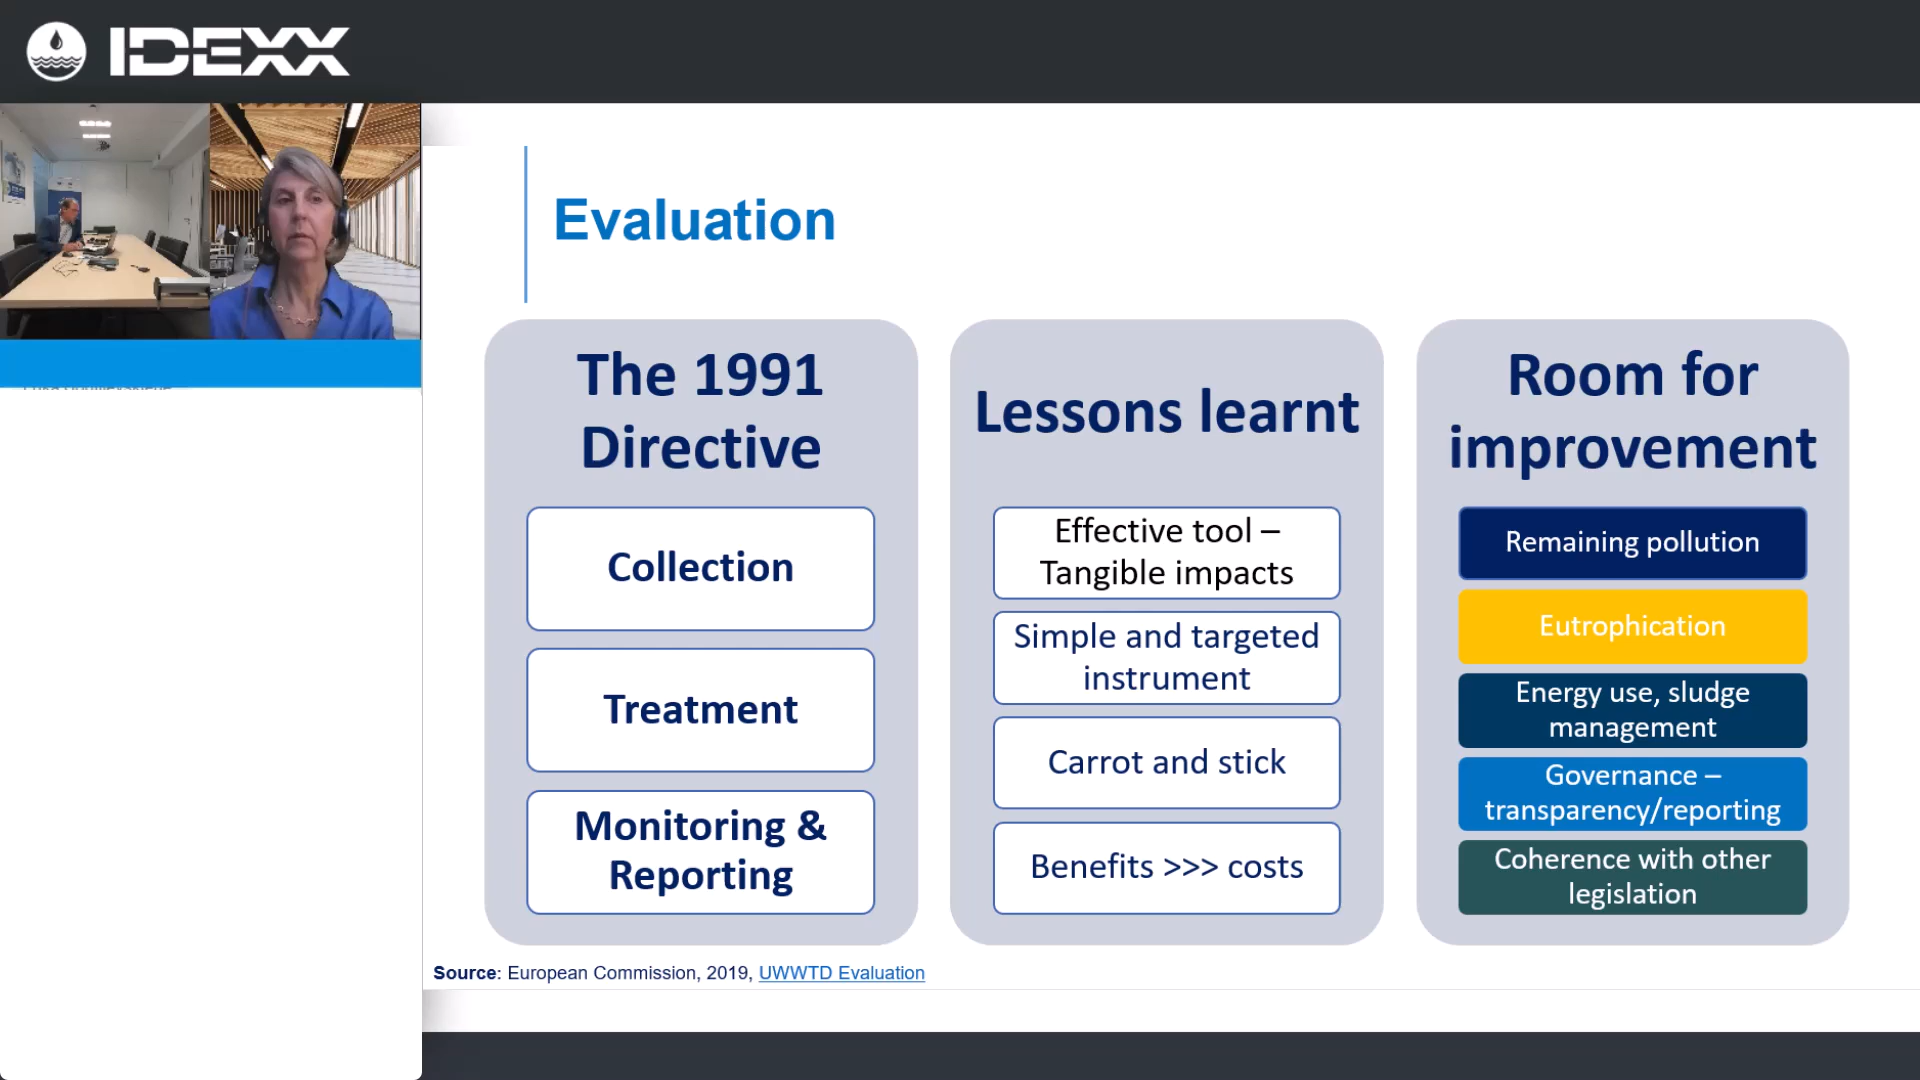 IDEXX
Evaluation
The 1991
Directive
Collection
Treatment
Monitoring &
Reporting
Lessons learnt
Effective tool –
Tangible impacts
Simple and targeted
instrument
Carrot and stick
Benefits >>> costs
Room for
improvement
Remaining pollution
Eutrophication
Energy use, sludge
management
Governance –
transparency/reporting
Coherence with other
legislation
Source: European Commission, 2019, UWWTD Evaluation